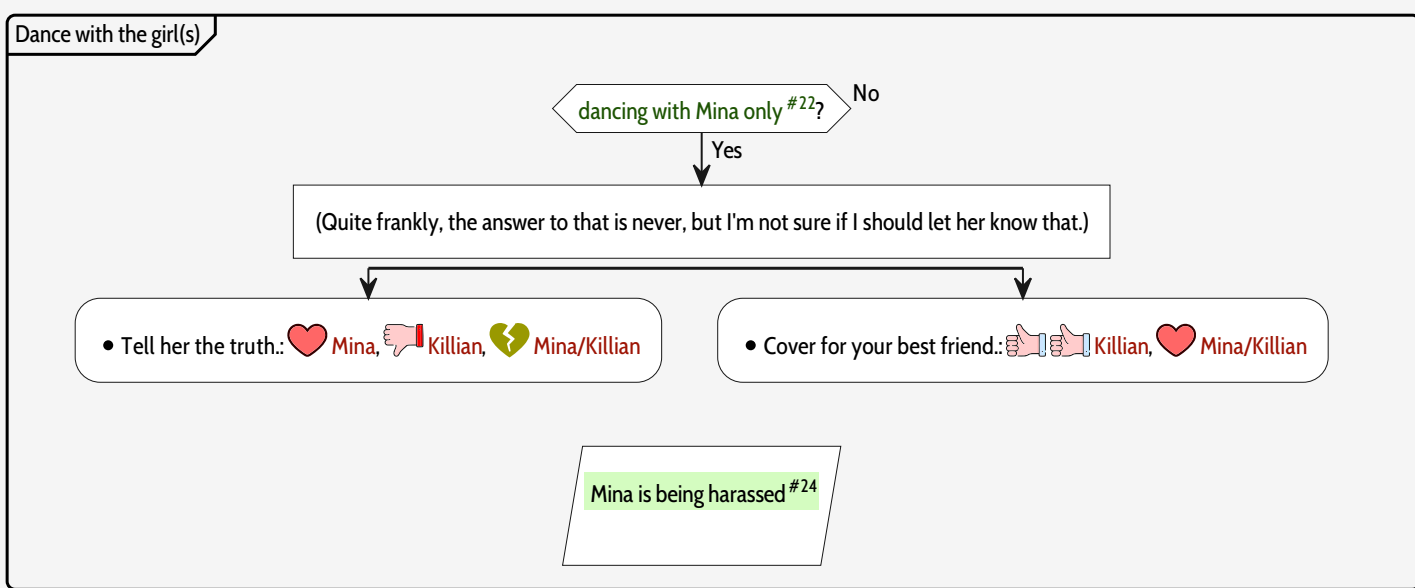 Dance with the girl(s)
dancing with Mina only #22?
No
Yes
(Quite frankly, the answer to that is never, but I'm not sure if I should let her know that.)
• Tell her the truth.: Mina, Killian, Mina/Killian
• Cover for your best friend.: Killian, Mina/Killian
Mina is being harassed #24